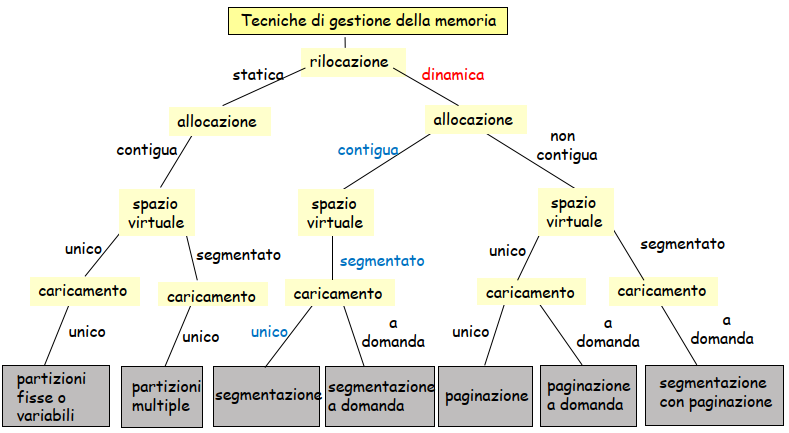 Tecniche di gestione della memoria
rilocazione
statica
dinamica
allocazione
allocazione
contigua
contigua
non
contigua
spazio
virtuale
spazio
virtuale
spazio
virtuale
unico
segmentato
segmentato
unico
segmentato
caricamento
caricamento
caricamento
caricamento
caricamento
unico
unico
unico
a
domanda
unico
a
domanda
a
domanda
partizioni
fisse o
variabili
partizioni
multiple
segmentazione
segmentazione
a domanda
paginazione
paginazione
a domanda
segmentazione
con paginazione